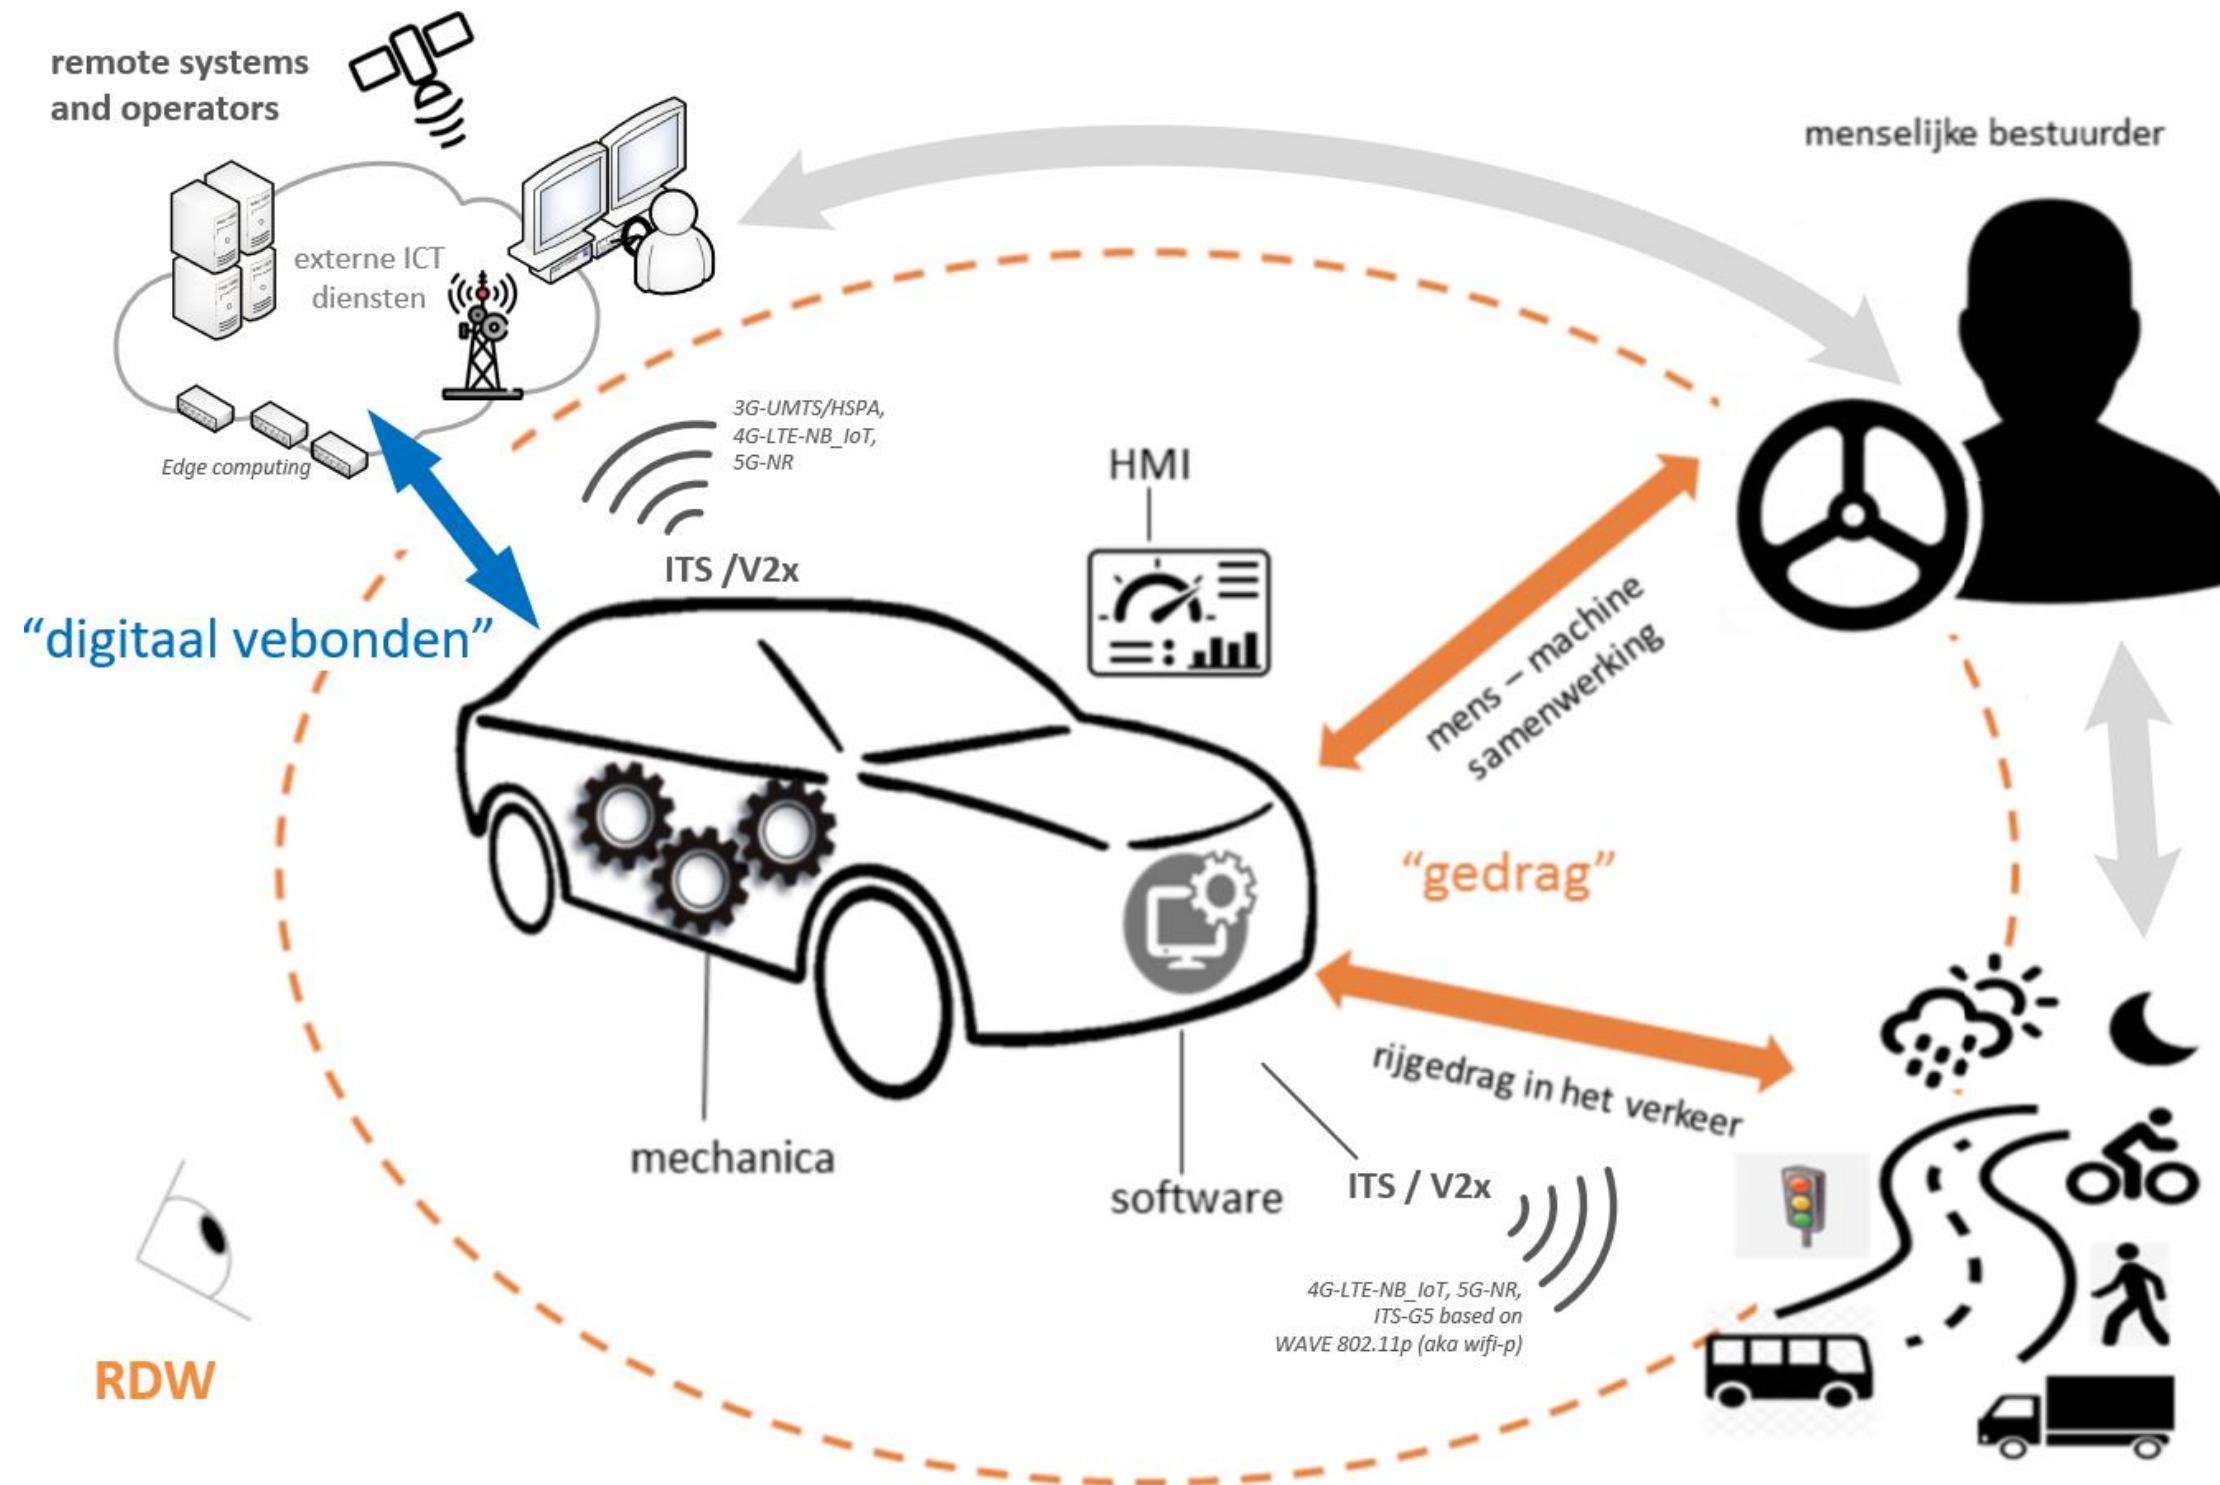 remote systems
and operators
menselijke bestuurder
externe ICT
diensten
Edge computing
3G-UMTS/HSPA,
4G-LTE-NB_IoT,
5G-NR
HMI
ITS /V2x
"digitaal vebonden"
mens – machine
samenwerking
"gedrag"
rijgedrag in het verkeer
mechanica
software
ITS / V2x
4G-LTE-NB_IoT, 5G-NR,
ITS-G5 based on
WAVE 802.11p (aka wifi-p)
RDW